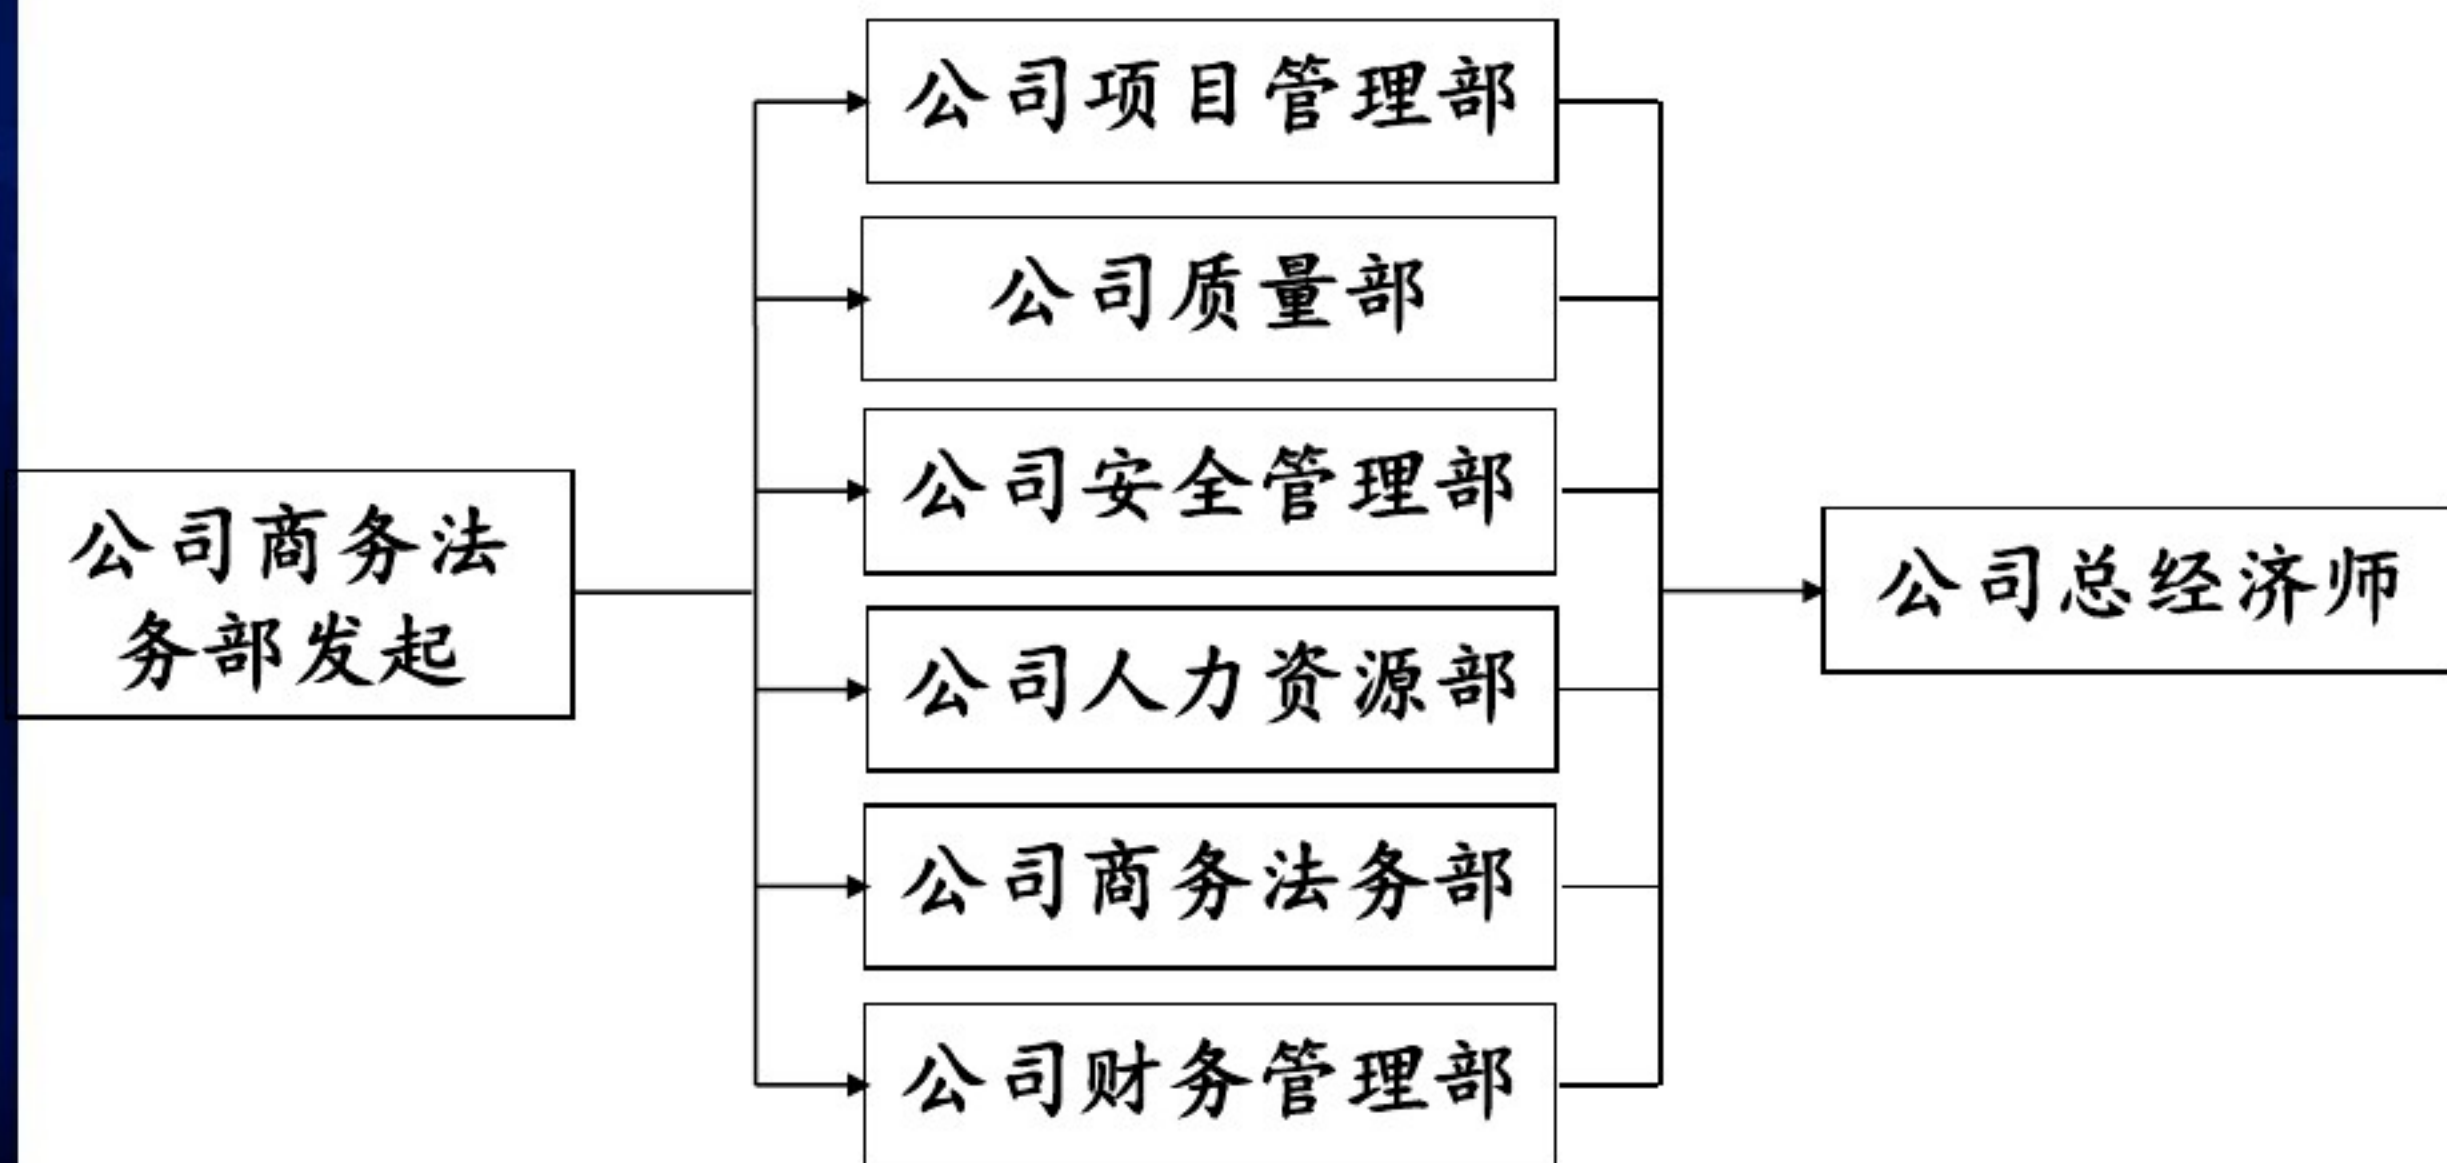 公司商务法
务部发起
公司项目管理部
公司质量部
公司安全管理部
公司人力资源部
公司商务法务部
公司财务管理部
公司总经济师